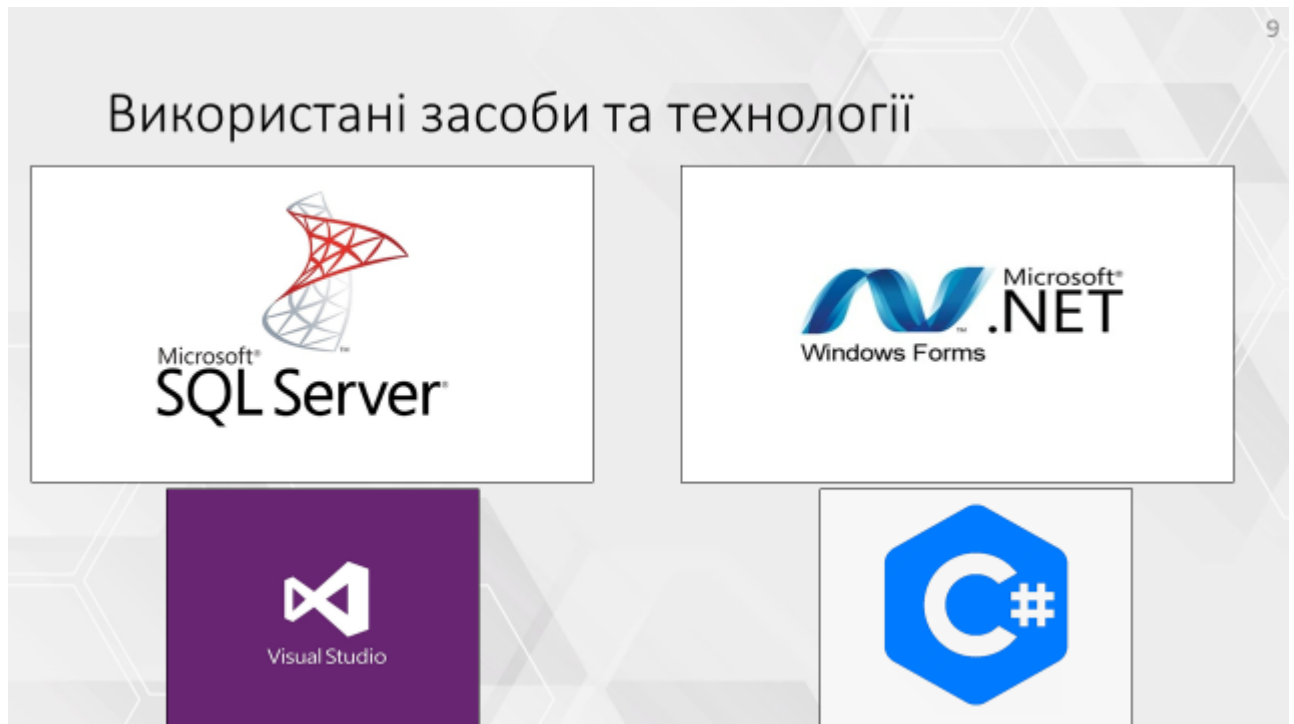 9
Використані засоби та технології
Microsoft®
SQL Server®
Microsoft®
.NET
Windows Forms
Visual Studio
C#